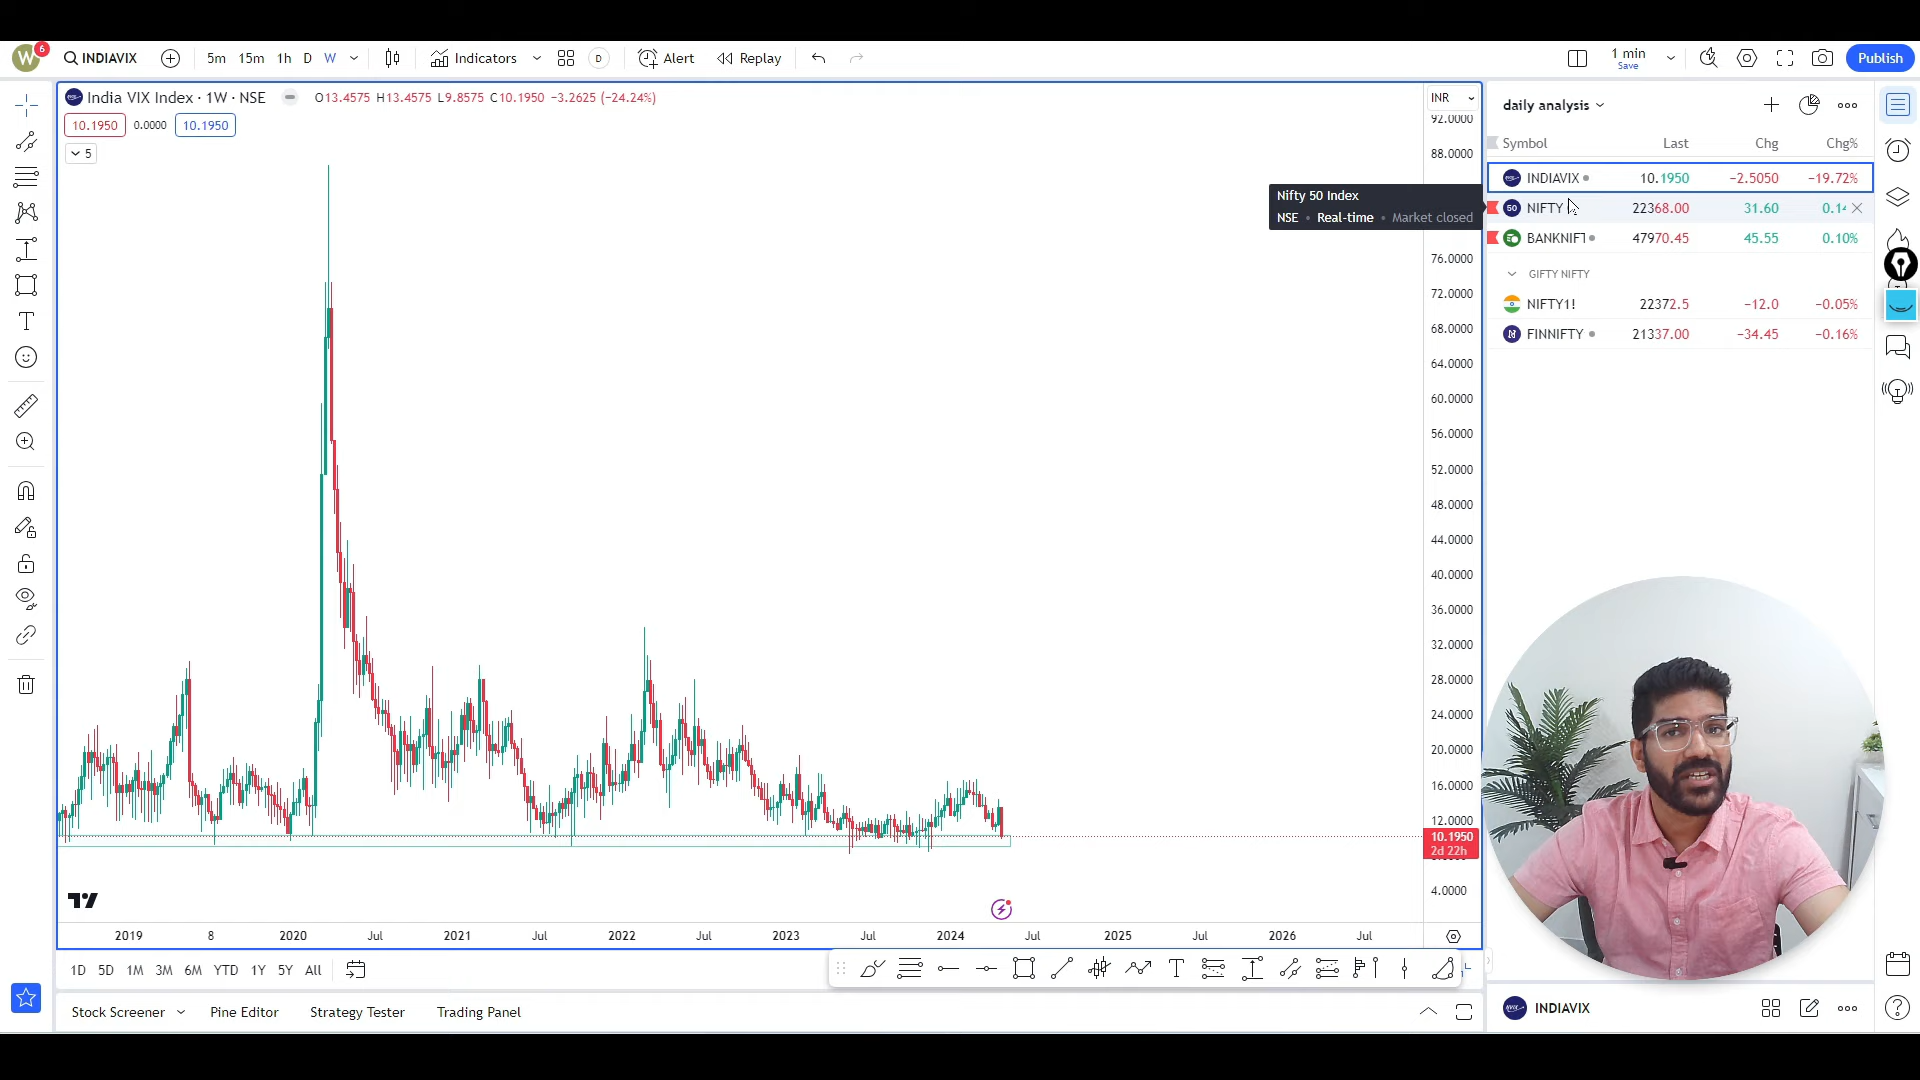 W 6 INDIAVIX 5m 15m 1h D W Indicators D Alert Replay 1 min Save Publish
India VIX Index · 1W · NSE O13.4575 H13.4575 L9.8575 C10.1950 −3.2625 (−24.24%)
10.1950 0.0000 10.1950
5
INR
92.0000
88.0000
76.0000
72.0000
68.0000
64.0000
60.0000
56.0000
52.0000
48.0000
44.0000
40.0000
36.0000
32.0000
28.0000
24.0000
20.0000
16.0000
12.0000
10.1950
2d 22h
4.0000
Nifty 50 Index
NSE • Real-time • Market closed
daily analysis
Symbol Last Chg Chg%
INDIAVIX 10.1950 −2.5050 −19.72%
50 NIFTY 22368.00 31.60 0.1
BANKNIFT 47970.45 45.55 0.10%
GIFTY NIFTY
NIFTY1! 22372.5 −12.0 −0.05%
FINNIFTY 21337.00 −34.45 −0.16%
2019 8 2020 Jul 2021 Jul 2022 Jul 2023 Jul 2024 Jul 2025 Jul 2026 Jul
1D 5D 1M 3M 6M YTD 1Y 5Y All
Stock Screener Pine Editor Strategy Tester Trading Panel
INDIAVIX